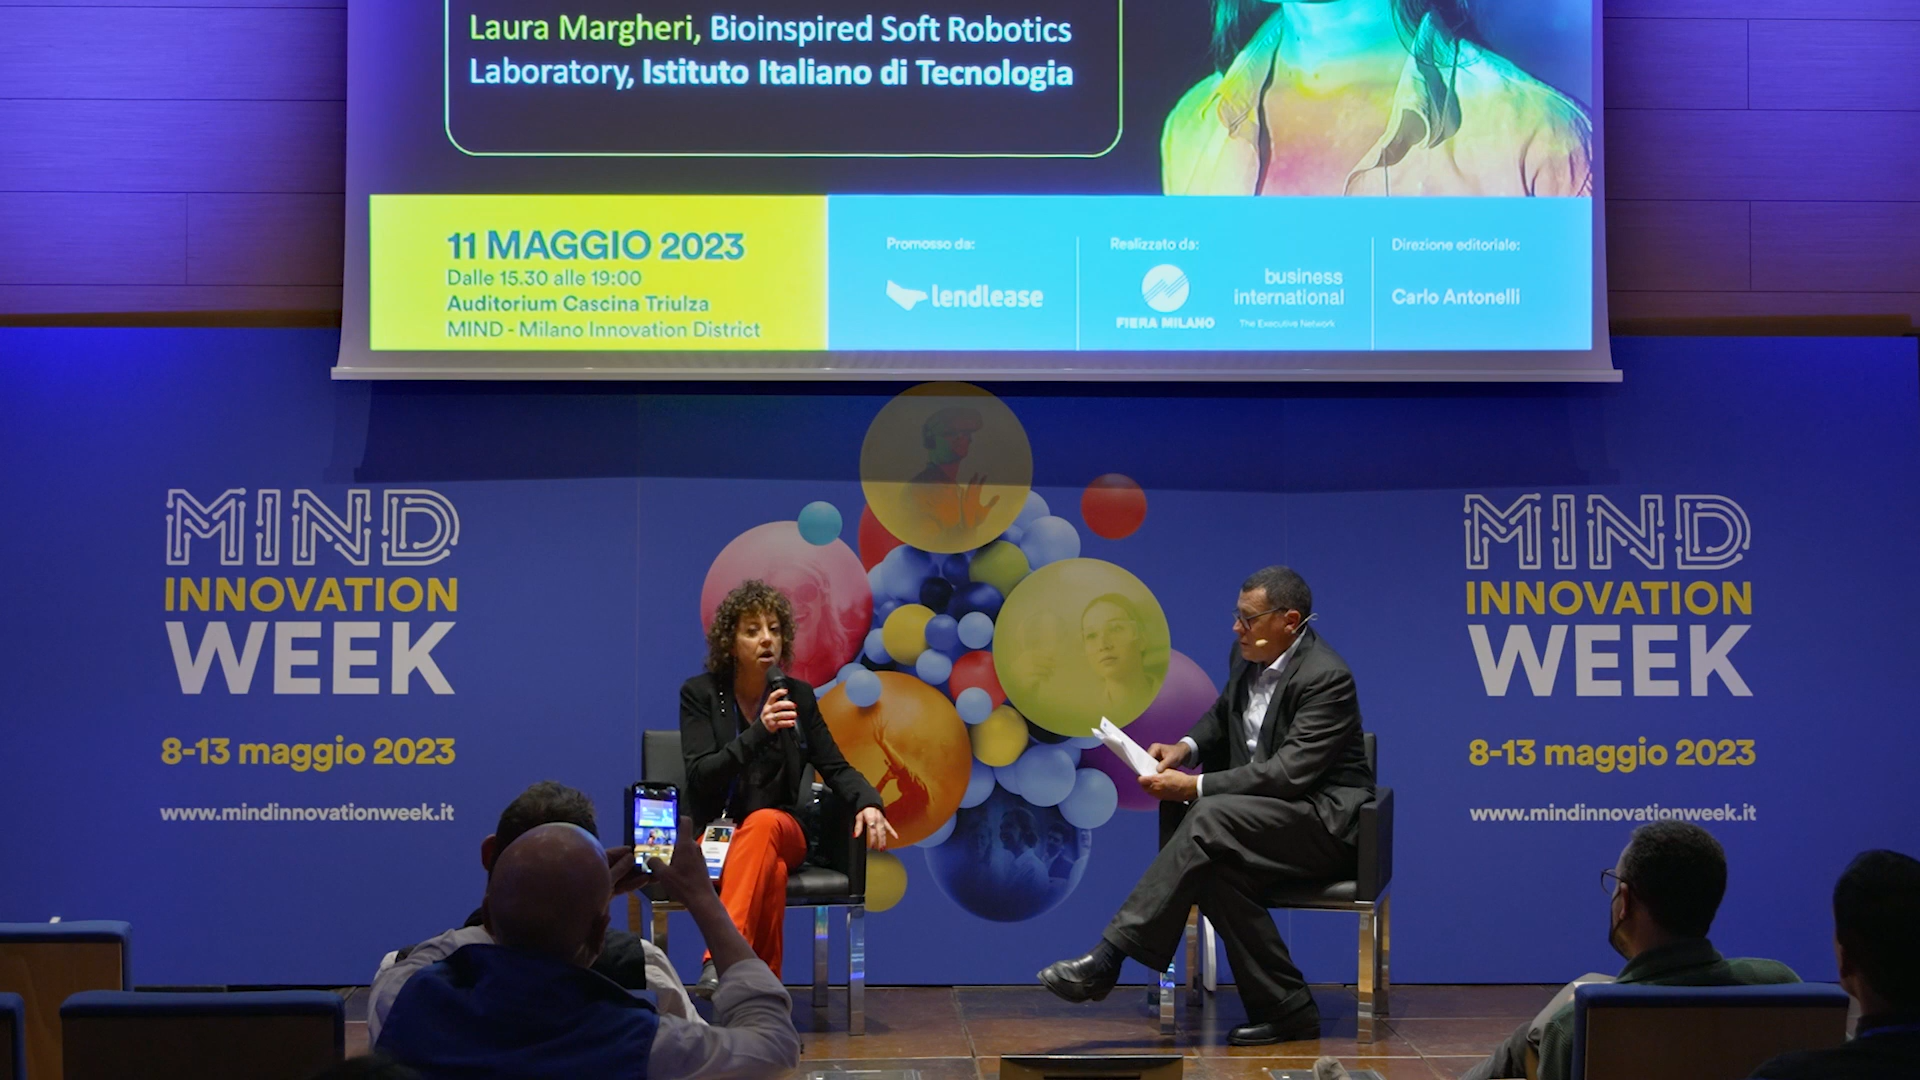 Laura Margheri, Bioinspired Soft Robotics
Laboratory, Istituto Italiano di Tecnologia
11 MAGGIO 2023
Dalle 15.30 alle 19:00
Auditorium Cascina Triulza
MIND - Milano Innovation District
Promosso da:
lendlease
Realizzato da:
FIERA MILANO
business
international
The Executive Network
Direzione editoriale:
Carlo Antonelli
MIND
INNOVATION
WEEK
8-13 maggio 2023
www.mindinnovationweek.it
MIND
INNOVATION
WEEK
8-13 maggio 2023
www.mindinnovationweek.it